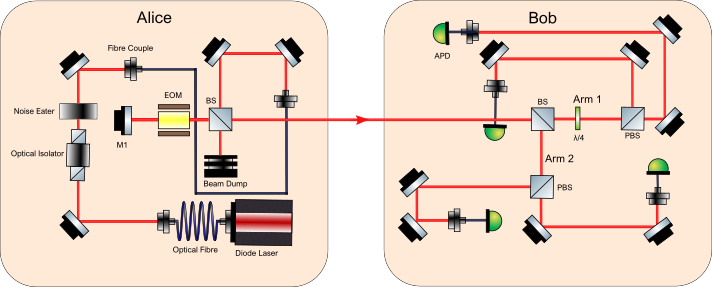 Alice
Fibre Couple
Noise Eater
EOM
BS
M1
Optical Isolator
Beam Dump
Optical Fibre
Diode Laser
Bob
APD
BS
Arm 1
λ/4
PBS
Arm 2
PBS